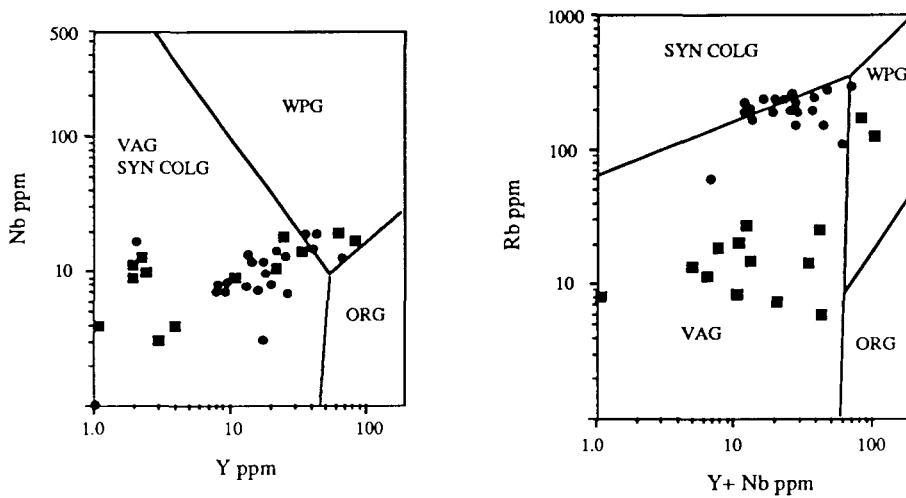 500
100
10
Nb ppm
WPG
VAG
SYN COLG
ORG
1.0
10
100
Y ppm
1000
100
10
Rb ppm
SYN COLG
WPG
VAG
ORG
1.0
10
100
Y+ Nb ppm